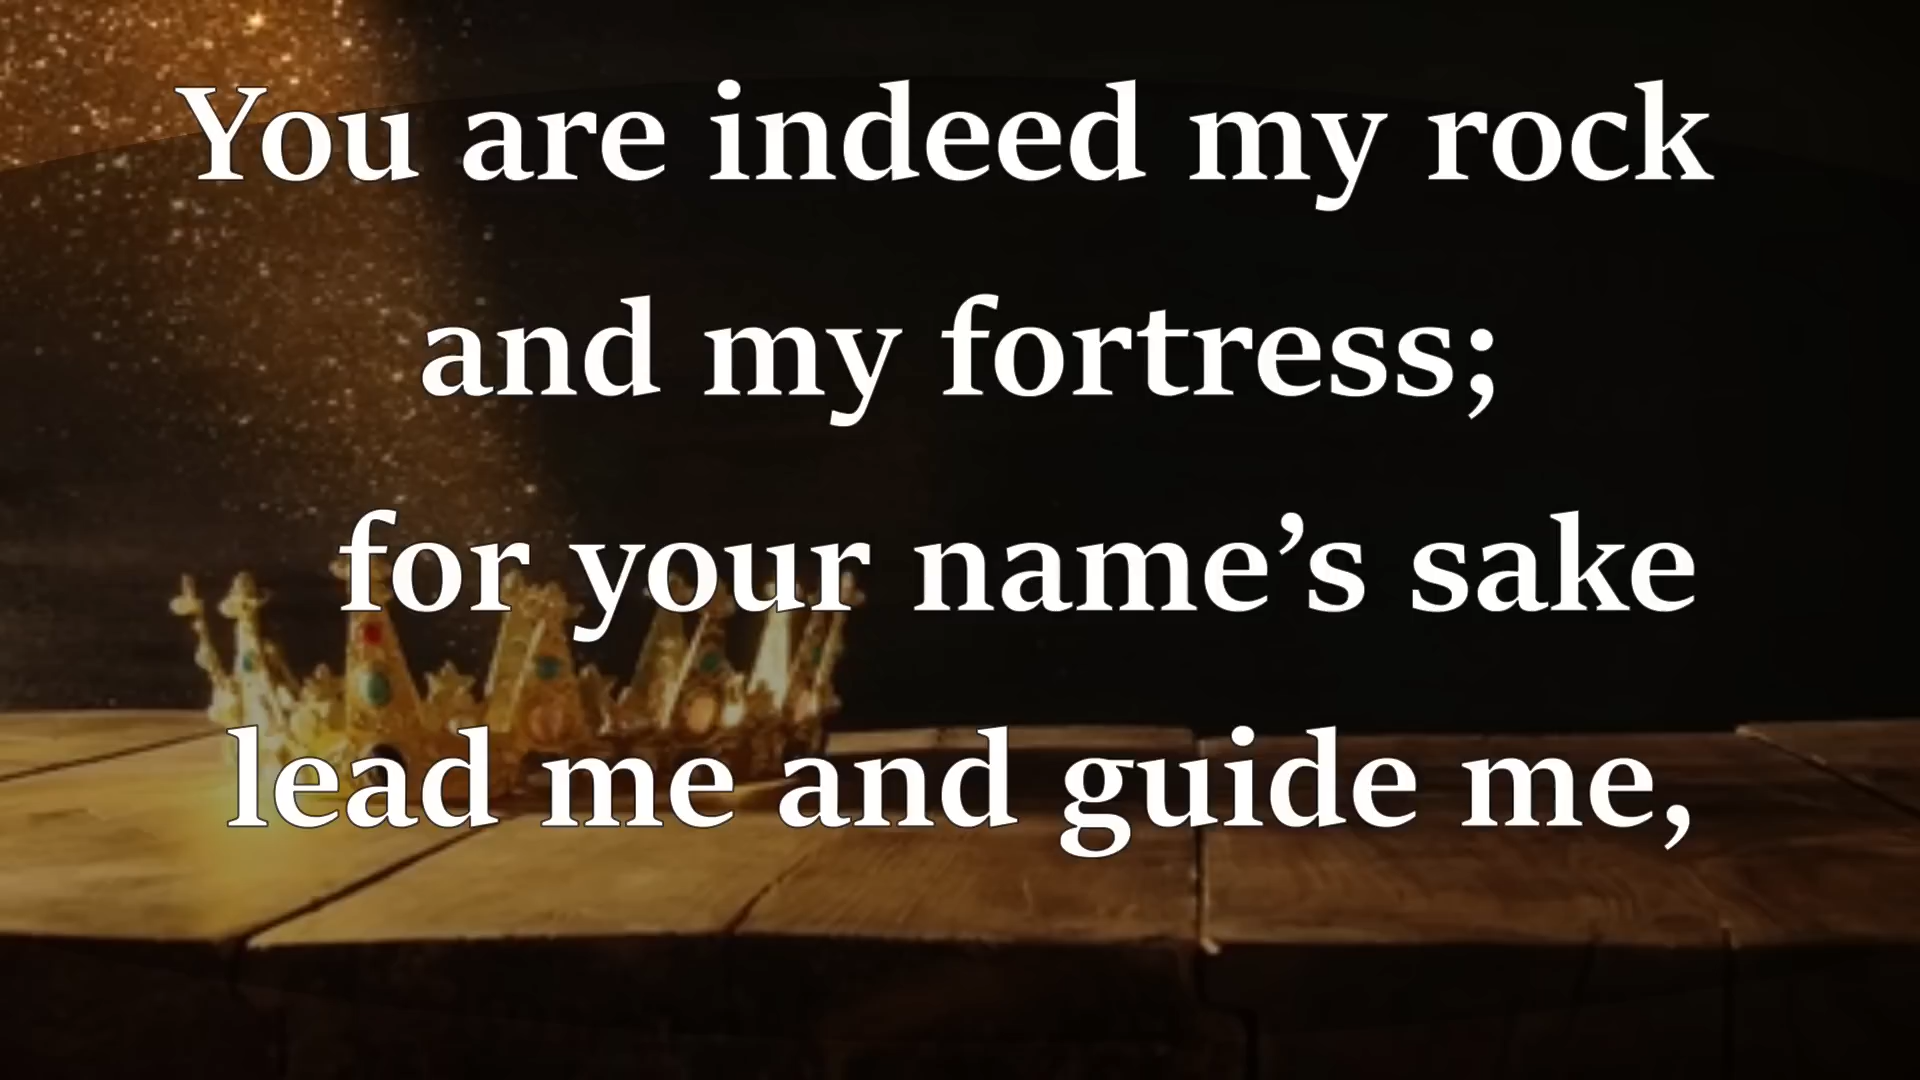 You are indeed my rock
and my fortress;
for your name’s sake
lead me and guide me,